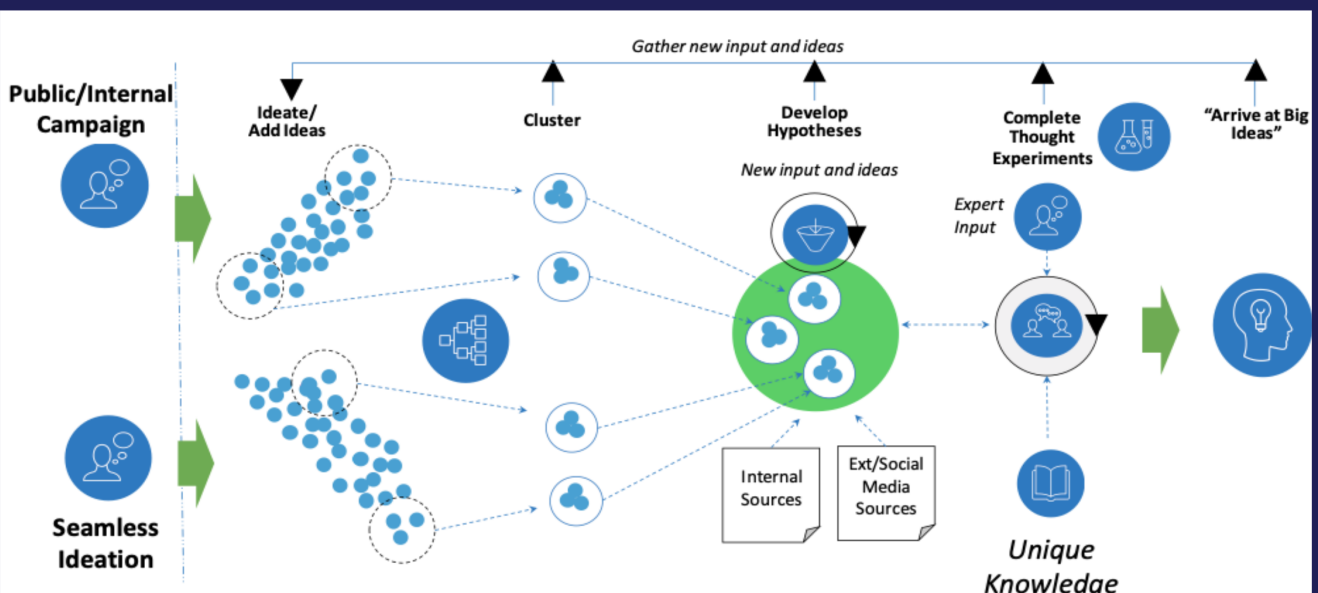 Gather new input and ideas
Public/Internal
Campaign
Ideate/
Add Ideas
Cluster
Develop
Hypotheses
Complete
Thought
Experiments
“Arrive at Big
Ideas”
New input and ideas
Expert
Input
Internal
Sources
Ext/Social
Media
Sources
Seamless
Ideation
Unique
Knowledge